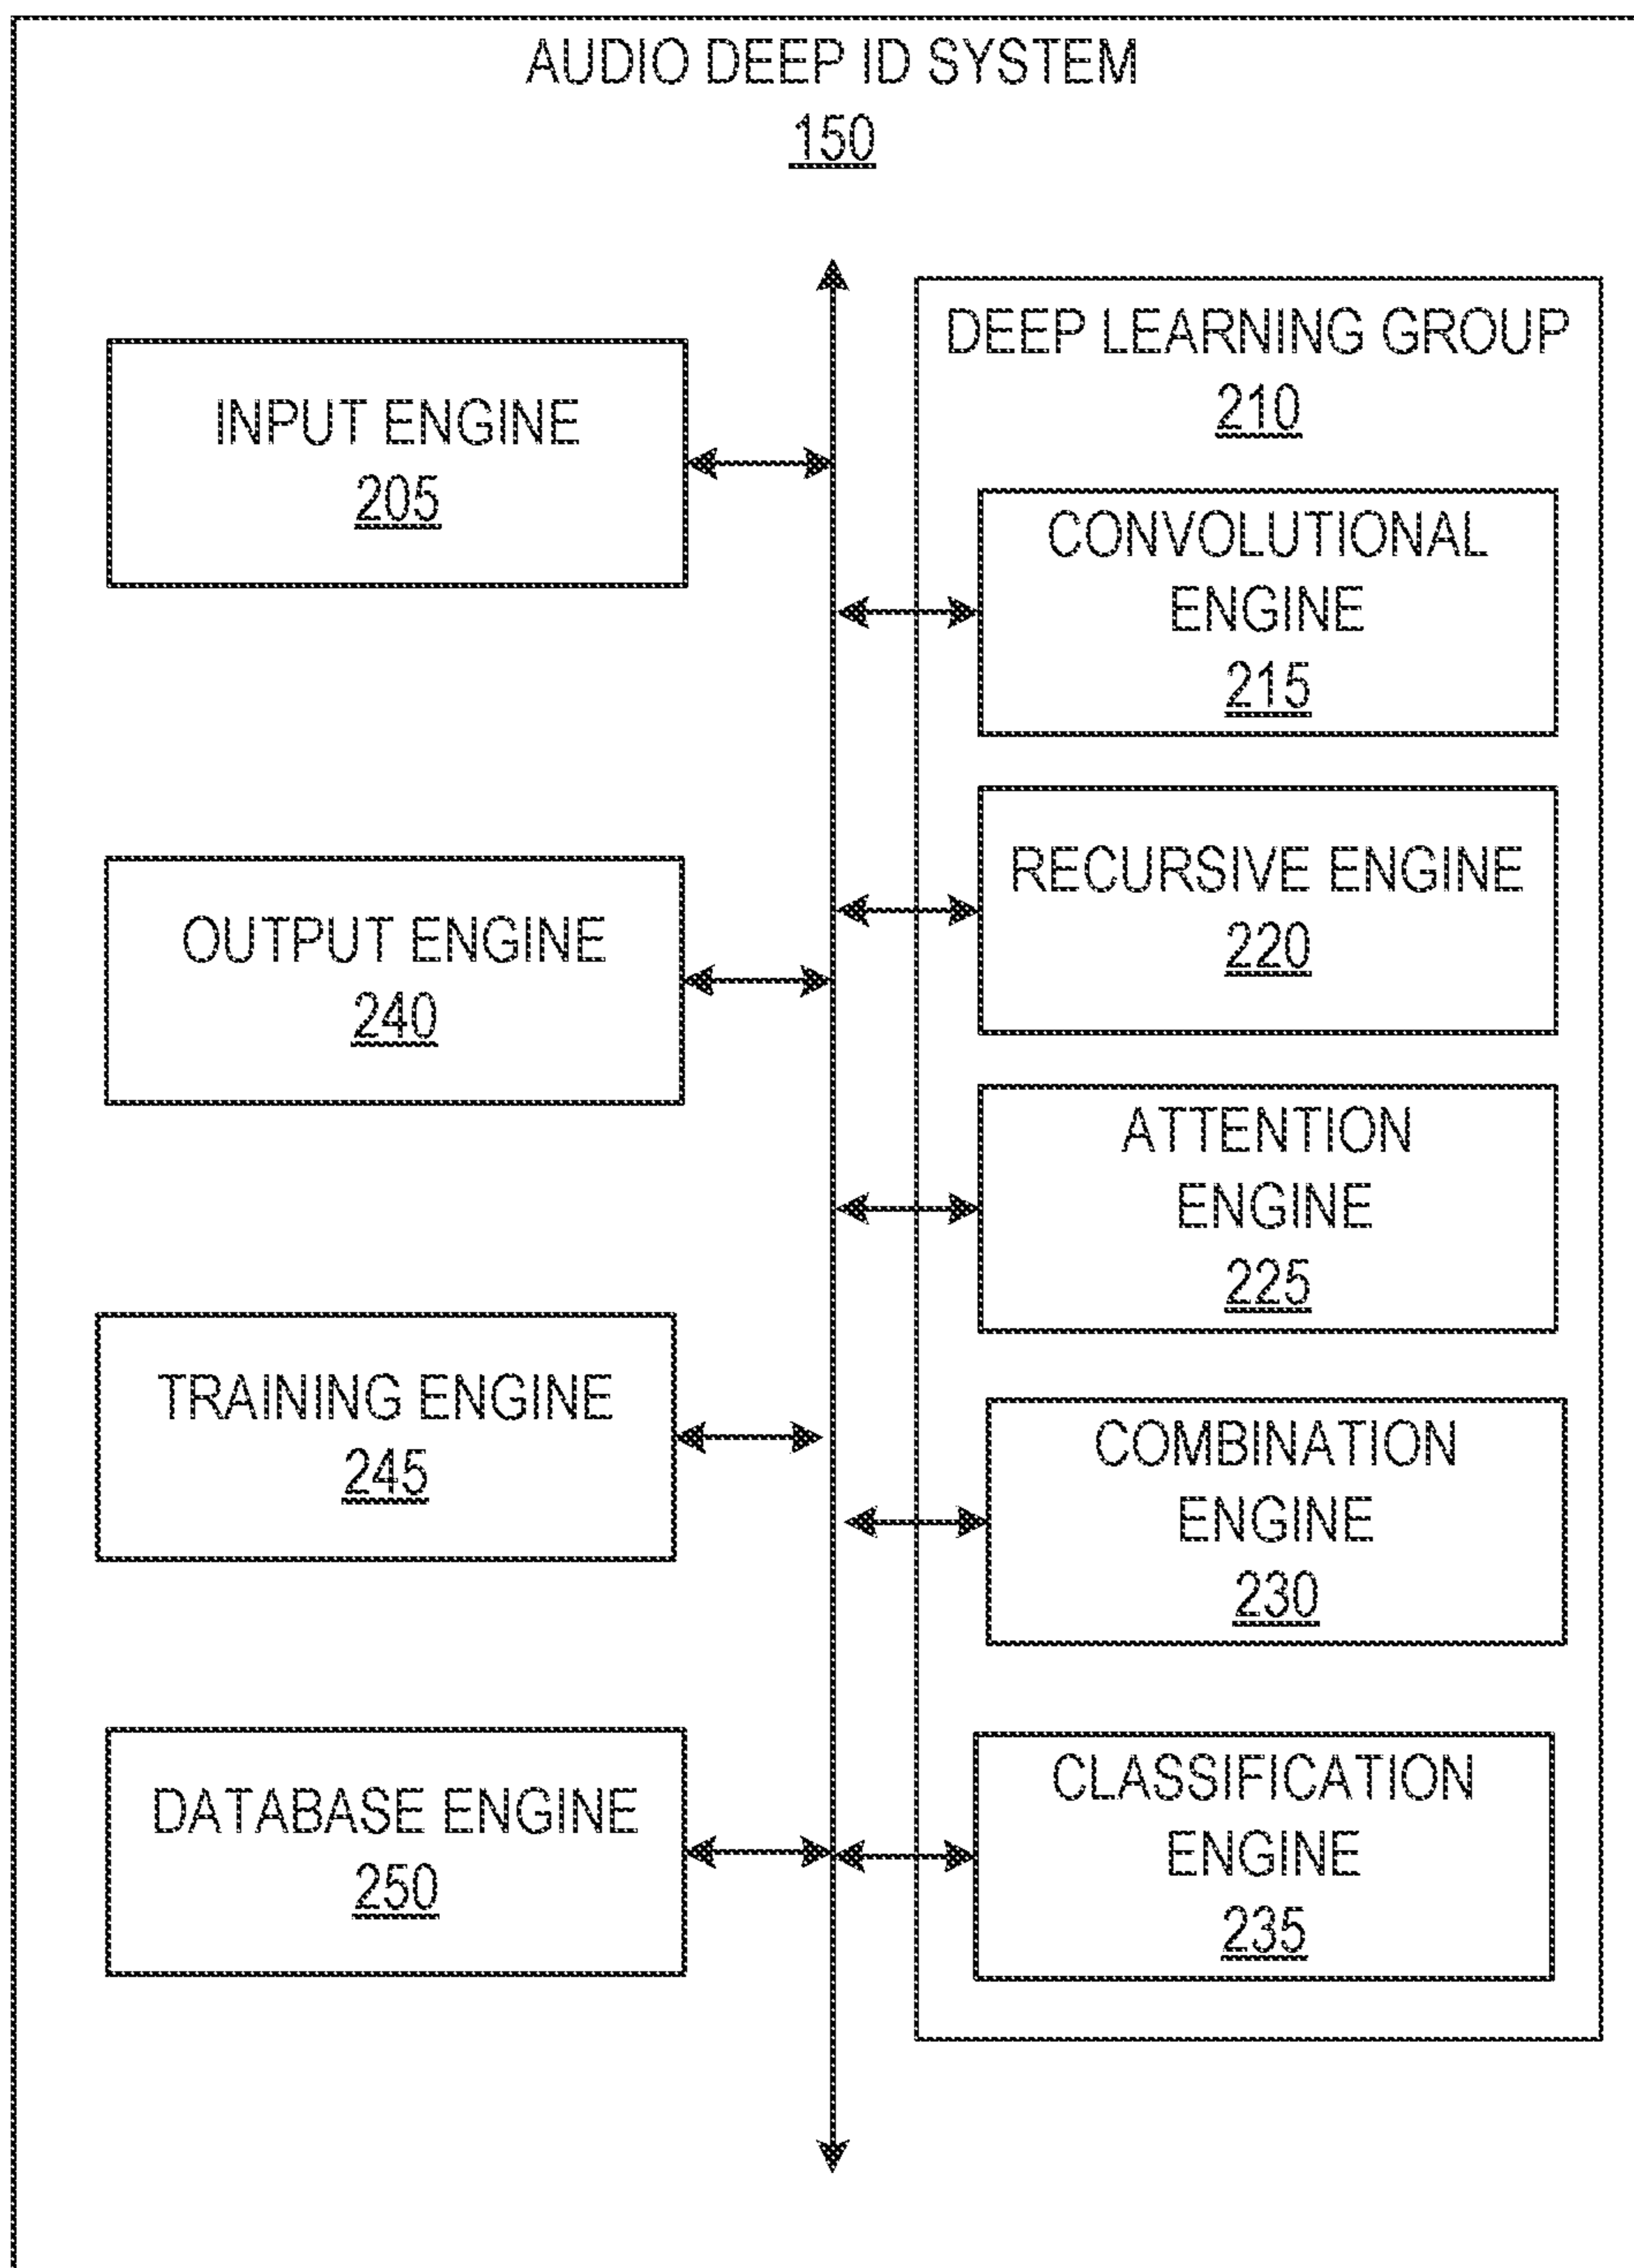 AUDIO DEEP ID SYSTEM
150
INPUT ENGINE
205
OUTPUT ENGINE
240
TRAINING ENGINE
245
DATABASE ENGINE
250
DEEP LEARNING GROUP
210
CONVOLUTIONAL
ENGINE
215
RECURSIVE ENGINE
220
ATTENTION
ENGINE
225
COMBINATION
ENGINE
230
CLASSIFICATION
ENGINE
235